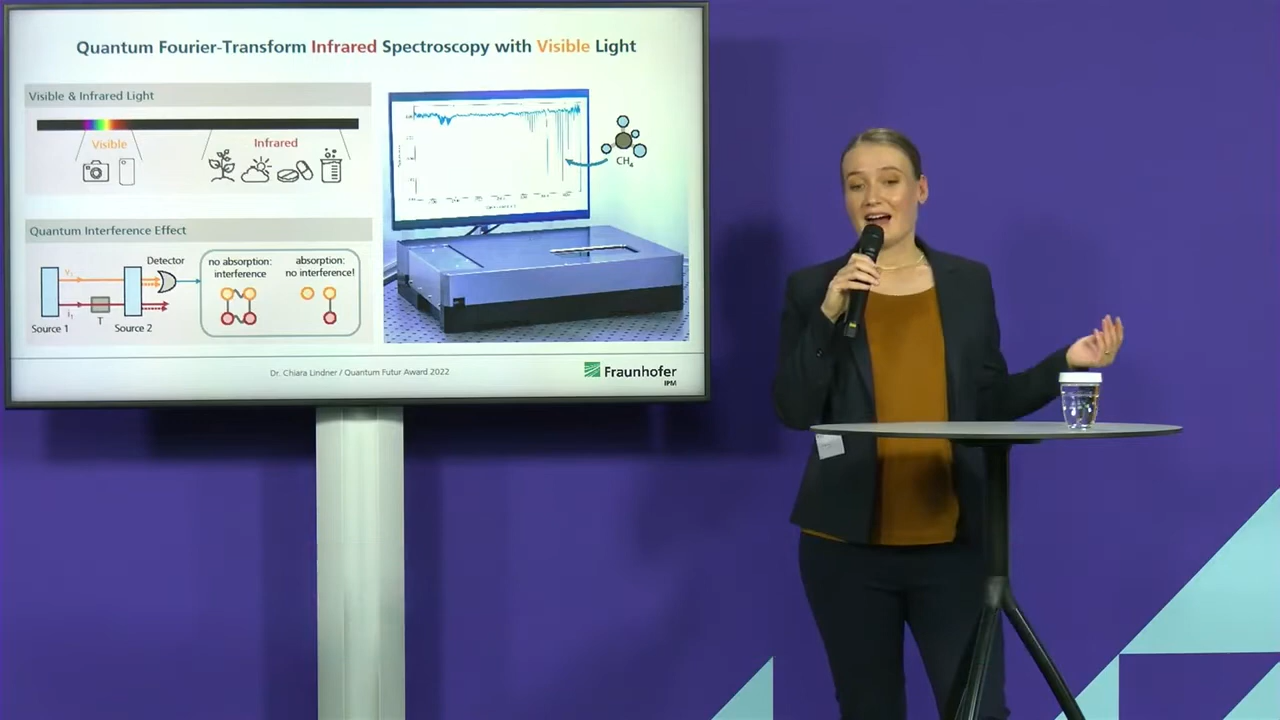 Quantum Fourier-Transform Infrared Spectroscopy with Visible Light
Visible & Infrared Light
Visible
Infrared
Quantum Interference Effect
Detector
Source 1
T
Source 2
no absorption:
interference
absorption:
no interference!
CH₄
Dr. Chiara Lindner / Quantum Futur Award 2022
Fraunhofer
IPM